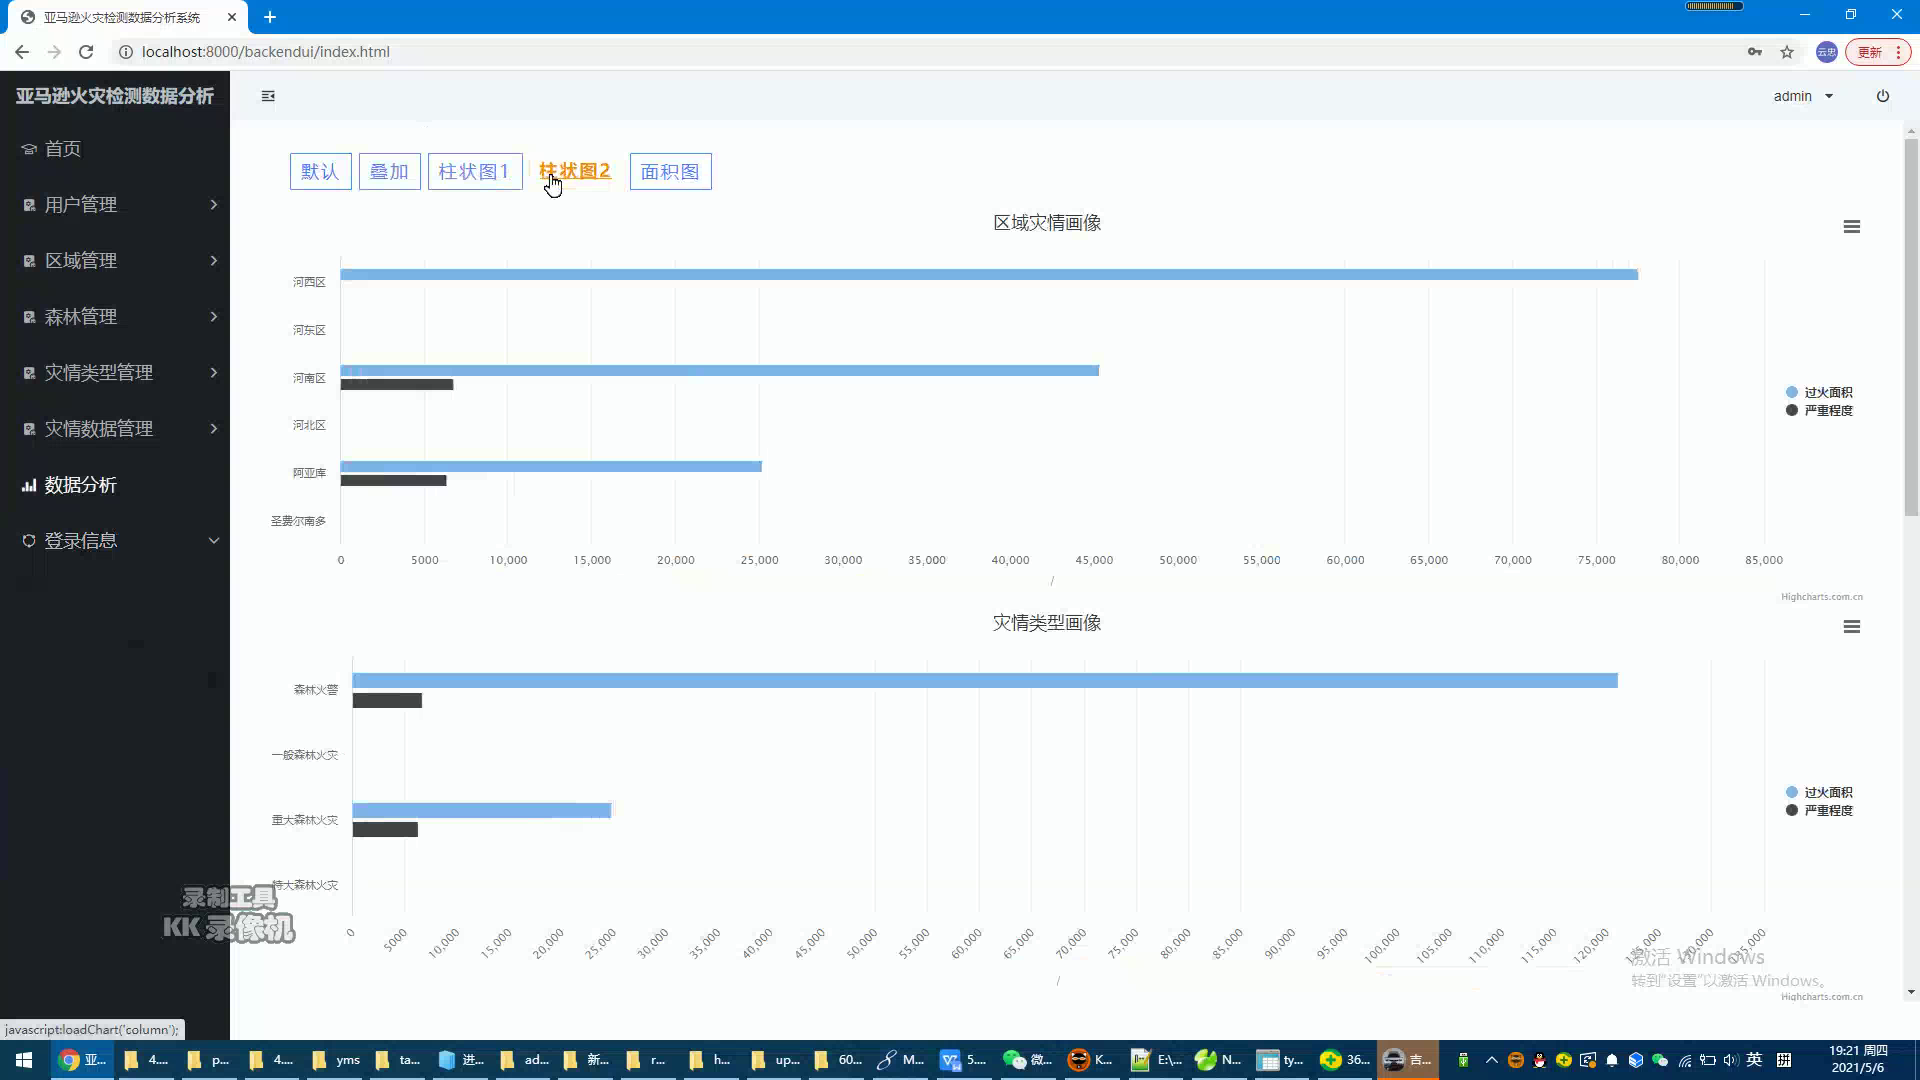 亚马逊火灾检测数据分析系统
localhost:8000/backendui/index.html
云忠
更新
亚马逊火灾检测数据分析
admin
首页
用户管理
区域管理
森林管理
灾情类型管理
灾情数据管理
数据分析
登录信息
默认 叠加 柱状图1 柱状图2 面积图
区域灾情画像
河西区
河东区
河南区
河北区
阿亚库
圣费尔南多
0 5000 10,000 15,000 20,000 25,000 30,000 35,000 40,000 45,000 50,000 55,000 60,000 65,000 70,000 75,000 80,000 85,000
/
过火面积
严重程度
Highcharts.com.cn
灾情类型画像
森林火警
一般森林火灾
重大森林火灾
特大森林火灾
0 5000 10,000 15,000 20,000 25,000 30,000 35,000 40,000 45,000 50,000 55,000 60,000 65,000 70,000 75,000 80,000 85,000 90,000 95,000 100,000 105,000 110,000 115,000 120,000 125,000 130,000 135,000
/
过火面积
严重程度
Highcharts.com.cn
录制工具
KK 录像机
激活 Windows
转到"设置"以激活 Windows。
javascript:loadChart('column');
亚... 4.... p... 4.... yms ta... 进... ad... 新... r... h... up... 60... M... 5.... 微... K... E:\... N... ty... 36... 吉...
英
19:21 周四
2021/5/6